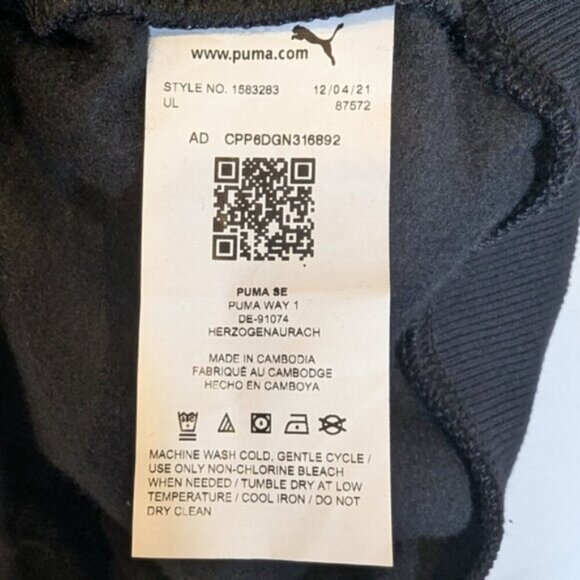 www.puma.com
STYLE NO. 1583283 12/04/21
UL 87572
AD CPP6DGN316892
PUMA SE
PUMA WAY 1
DE-91074
HERZOGENAURACH
MADE IN CAMBODIA
FABRIQUÉ AU CAMBODGE
HECHO EN CAMBOYA
MACHINE WASH COLD, GENTLE CYCLE /
USE ONLY NON-CHLORINE BLEACH
WHEN NEEDED / TUMBLE DRY AT LOW
TEMPERATURE / COOL IRON / DO NOT
DRY CLEAN